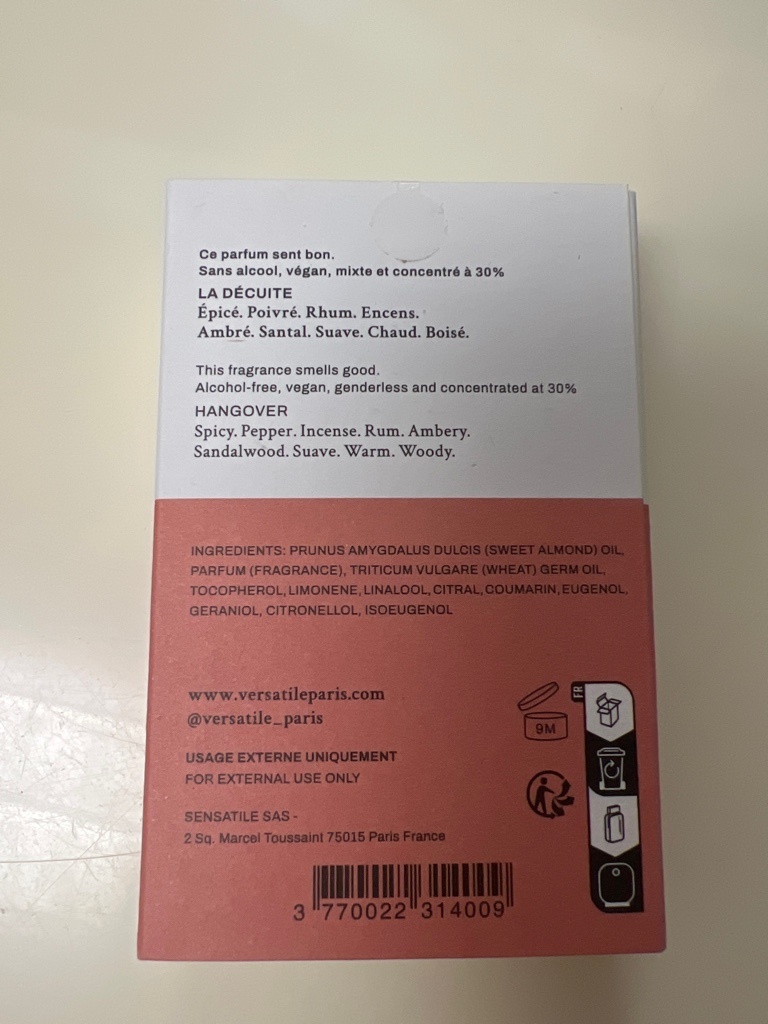 Ce parfum sent bon.
Sans alcool, végan, mixte et concentré à 30%
LA DÉCUITE
Épicé. Poivré. Rhum. Encens.
Ambré. Santal. Suave. Chaud. Boisé.
This fragrance smells good.
Alcohol-free, vegan, genderless and concentrated at 30%
HANGOVER
Spicy. Pepper. Incense. Rum. Ambery.
Sandalwood. Suave. Warm. Woody.
INGREDIENTS: PRUNUS AMYGDALUS DULCIS (SWEET ALMOND) OIL,
PARFUM (FRAGRANCE), TRITICUM VULGARE (WHEAT) GERM OIL,
TOCOPHEROL, LIMONENE, LINALOOL, CITRAL, COUMARIN, EUGENOL,
GERANIOL, CITRONELLOL, ISOEUGENOL
www.versatileparis.com
@versatile_paris
FR
9M
USAGE EXTERNE UNIQUEMENT
FOR EXTERNAL USE ONLY
SENSATILE SAS -
2 Sq. Marcel Toussaint 75015 Paris France
3 770022 314009